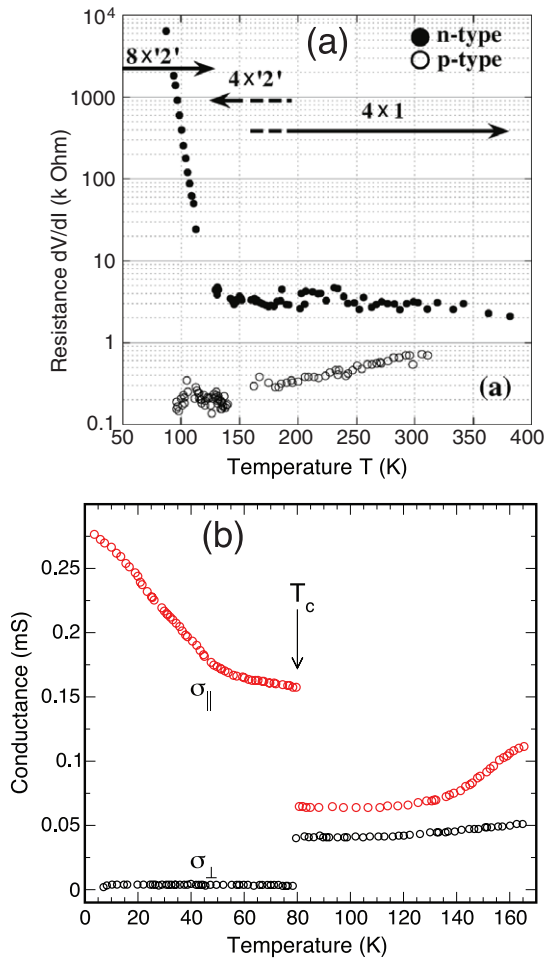 (a)
n-type
p-type
8×'2'
4×'2'
4×1
Resistance dV/dI (k Ohm)
10⁴
1000
100
10
1
0.1
(a)
50 100 150 200 250 300 350 400
Temperature T (K)
(b)
T_c
σ_||
σ_⊥
Conductance (mS)
0.25
0.2
0.15
0.1
0.05
0
0 20 40 60 80 100 120 140 160
Temperature (K)